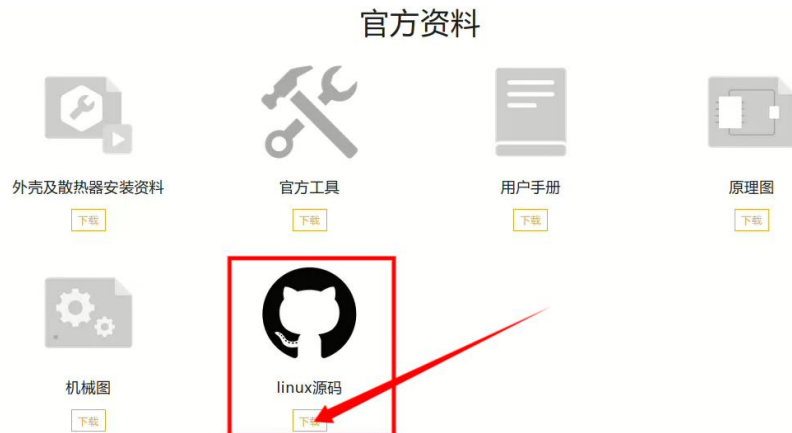 官方资料
外壳及散热器安装资料
官方工具
用户手册
原理图
下载
下载
下载
下载
机械图
linux源码
下载
下载